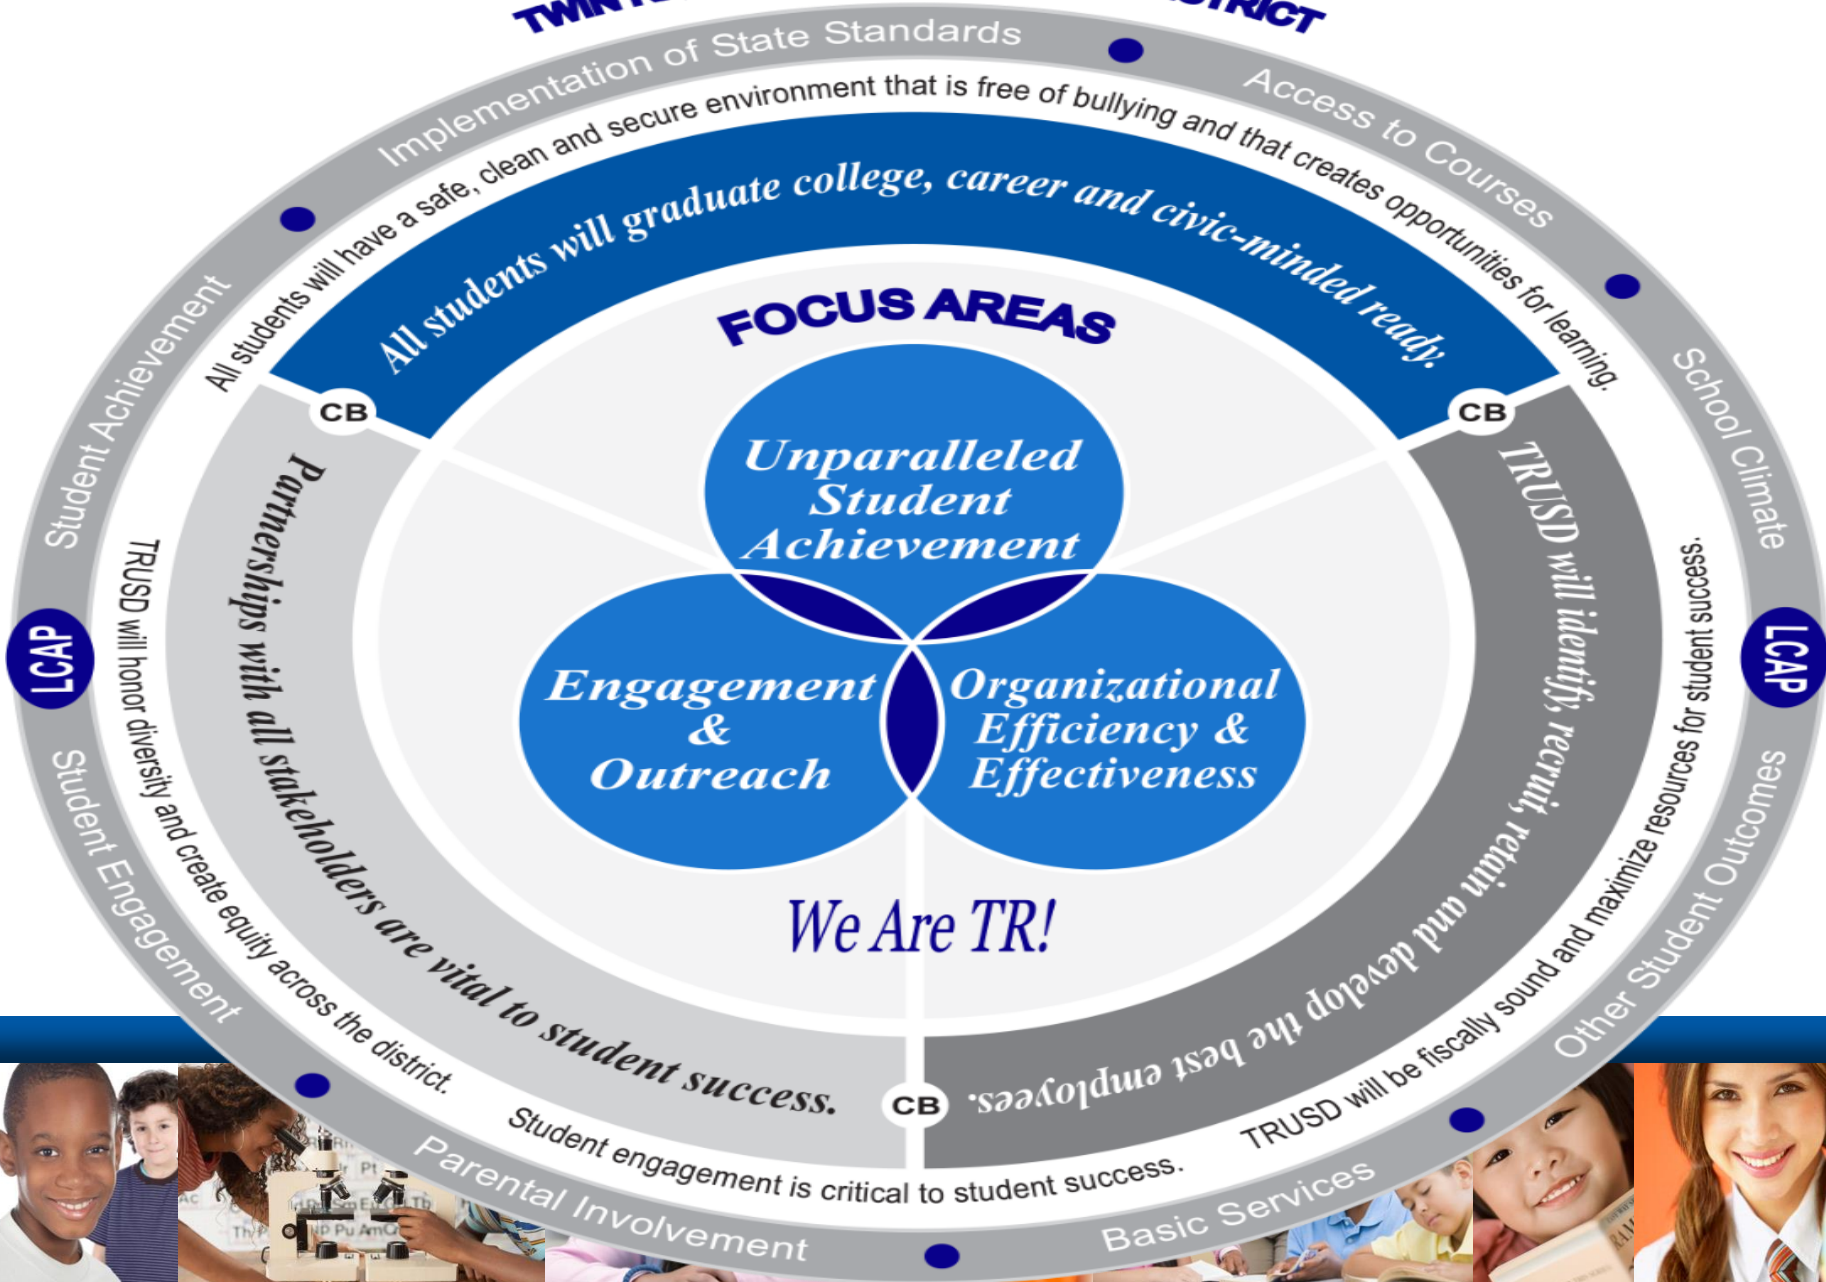 TWIN
DISTRICT
Implementation of State Standards
Access to Courses
School Climate
Other Student Outcomes
Basic Services
Parental Involvement
Student Engagement
Student Achievement
LCAP
LCAP
All students will have a safe, clean and secure environment that is free of bullying and that creates opportunities for learning.
TRUSD will be fiscally sound and maximize resources for student success.
Student engagement is critical to student success.
TRUSD will honor diversity and create equity across the district.
All students will graduate college, career and civic-minded ready.
CB
CB
TRUSD will identify, recruit, retain and develop the best employees.
Partnerships with all stakeholders are vital to student success.
CB
FOCUS AREAS
Unparalleled
Student
Achievement
Engagement
&
Outreach
Organizational
Efficiency &
Effectiveness
We Are TR!